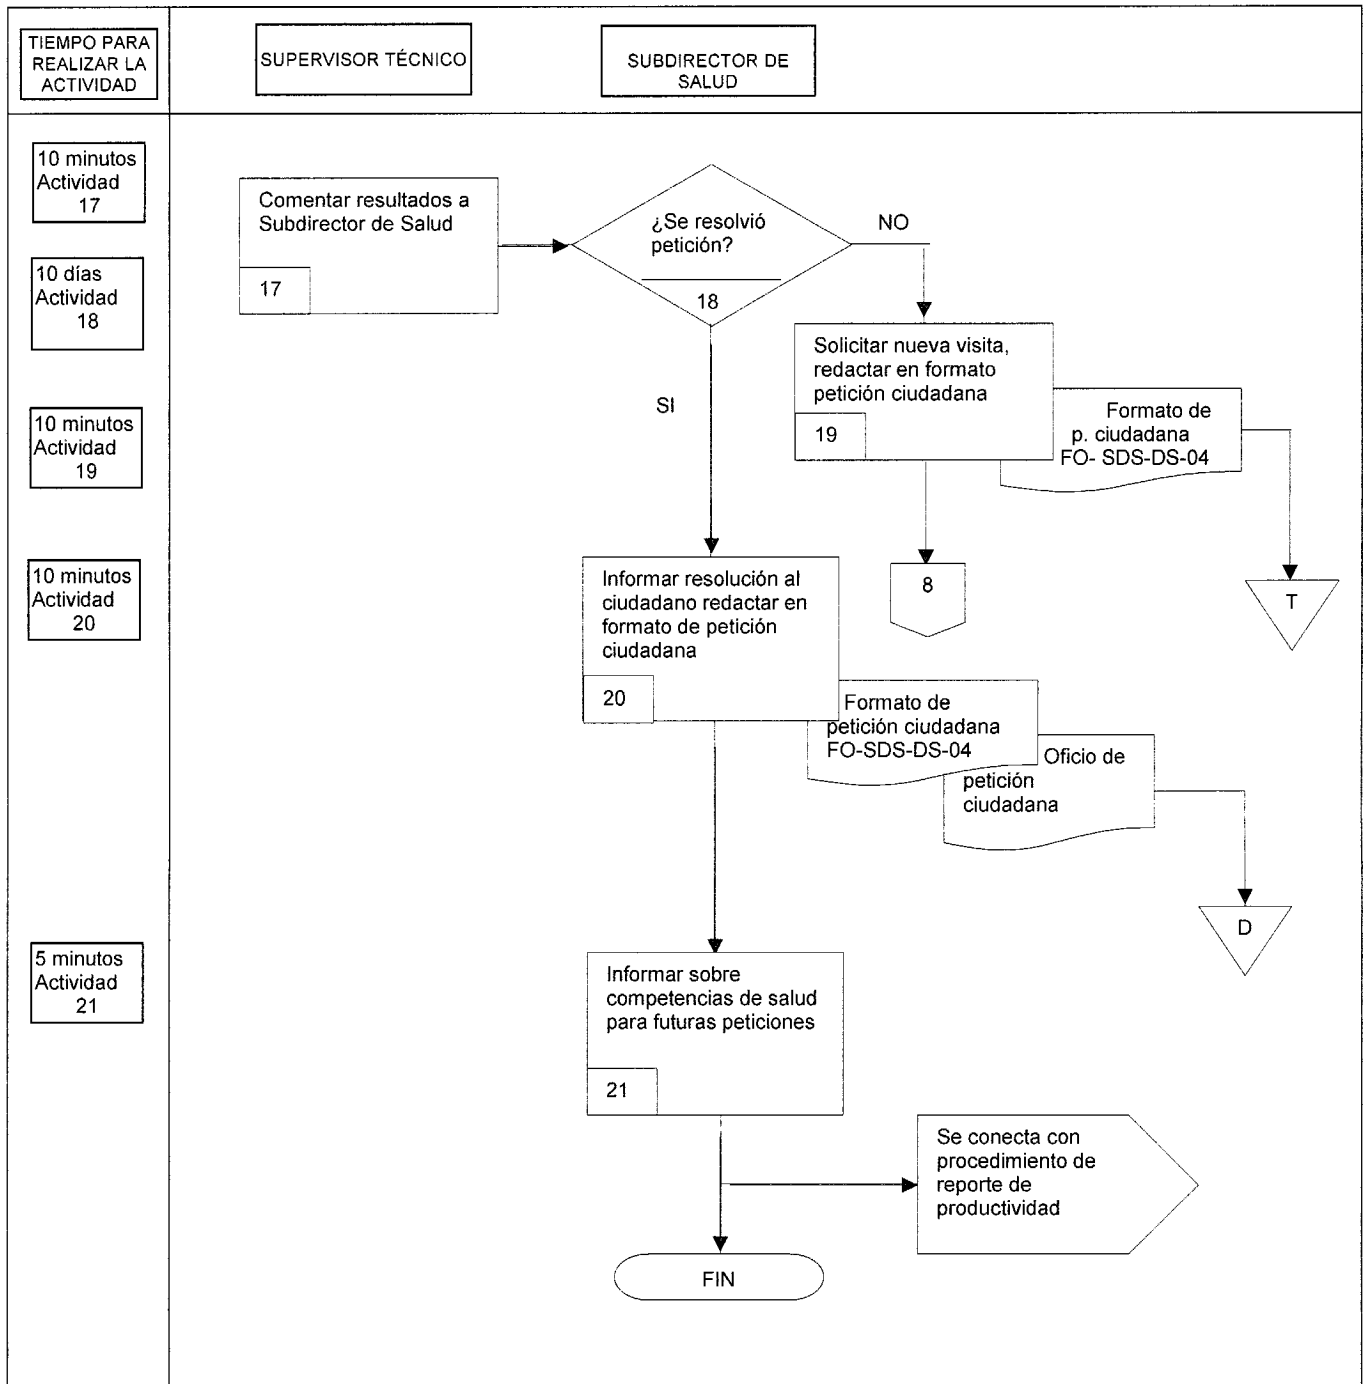 TIEMPO PARA
REALIZAR LA
ACTIVIDAD
SUPERVISOR TÉCNICO
SUBDIRECTOR DE
SALUD
10 minutos
Actividad
17
10 días
Actividad
18
10 minutos
Actividad
19
10 minutos
Actividad
20
5 minutos
Actividad
21
Comentar resultados a
Subdirector de Salud
17
¿Se resolvió
petición?
18
NO
SI
Solicitar nueva visita,
redactar en formato
petición ciudadana
19
Formato de
p. ciudadana
FO- SDS-DS-04
8
T
Informar resolución al
ciudadano redactar en
formato de petición
ciudadana
20
Formato de
petición ciudadana
FO-SDS-DS-04
Oficio de
petición
ciudadana
D
Informar sobre
competencias de salud
para futuras peticiones
21
Se conecta con
procedimiento de
reporte de
productividad
FIN